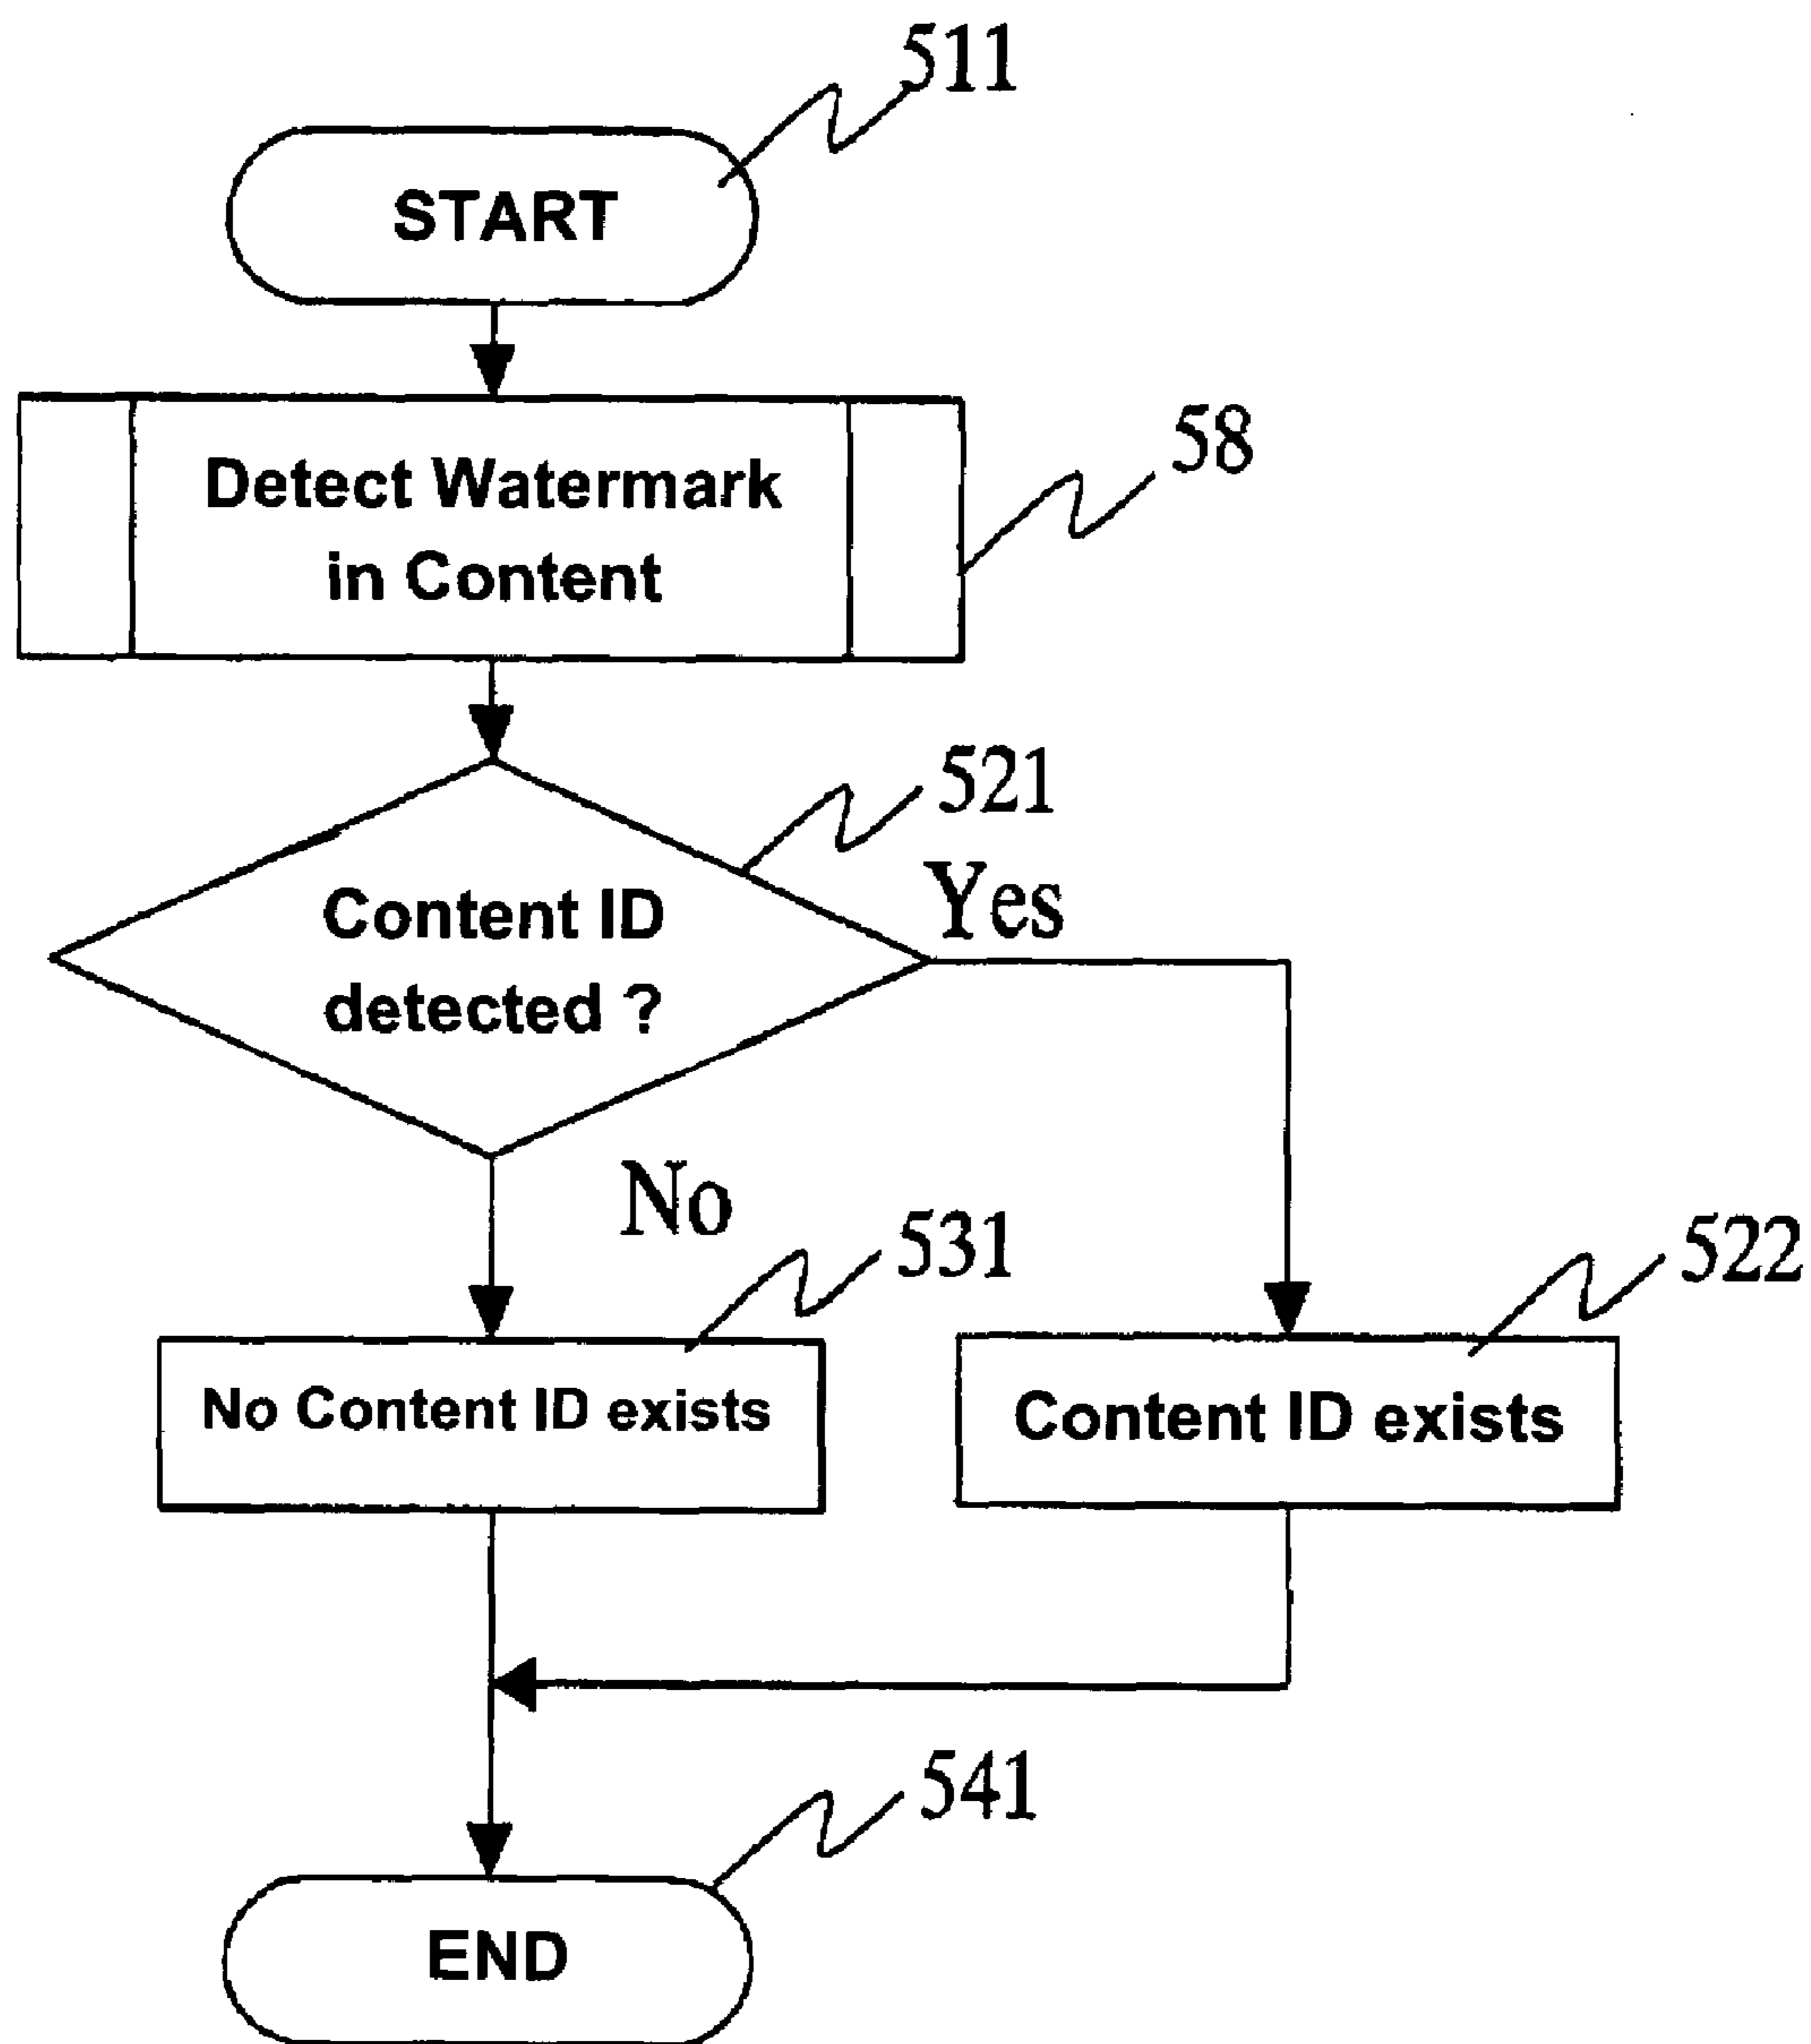 511
START
58
Detect Watermark
in Content
521
Yes
Content ID
detected ?
No
531
522
No Content ID exists
Content ID exists
541
END